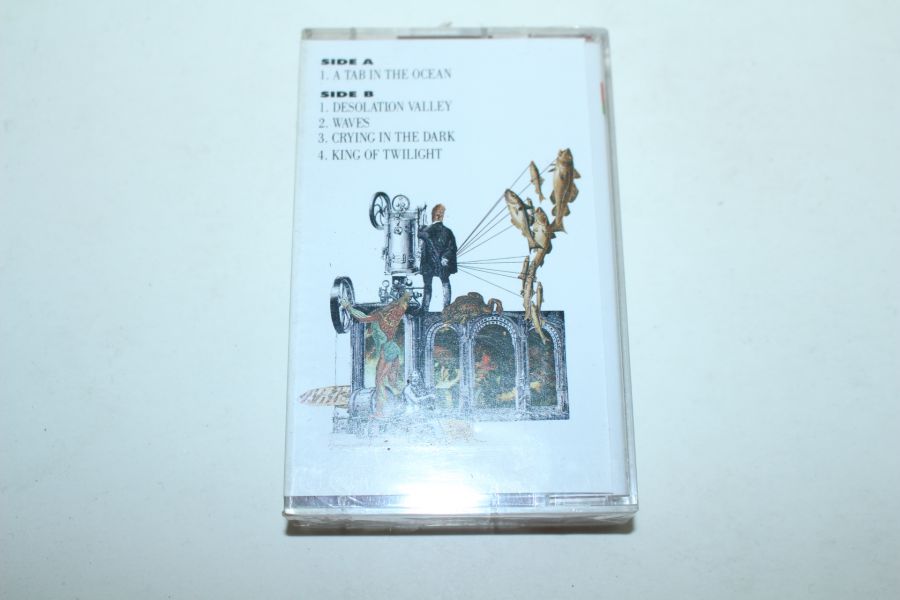 SIDE A
1. A TAB IN THE OCEAN
SIDE B
1. DESOLATION VALLEY
2. WAVES
3. CRYING IN THE DARK
4. KING OF TWILIGHT